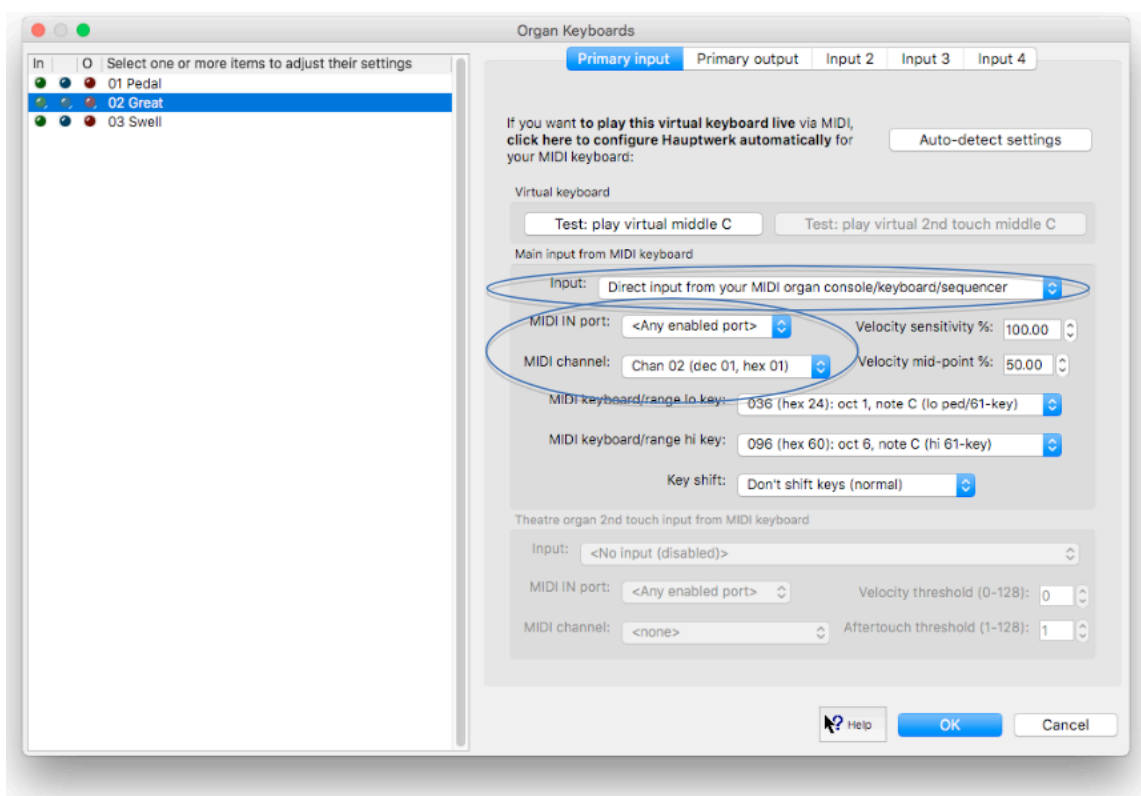 Organ Keyboards
In O Select one or more items to adjust their settings
01 Pedal
02 Great
03 Swell
Primary input Primary output Input 2 Input 3 Input 4
If you want to play this virtual keyboard live via MIDI,
click here to configure Hauptwerk automatically for
your MIDI keyboard:
Auto-detect settings
Virtual keyboard
Test: play virtual middle C Test: play virtual 2nd touch middle C
Main input from MIDI keyboard
Input: Direct input from your MIDI organ console/keyboard/sequencer
MIDI IN port: <Any enabled port> Velocity sensitivity %: 100.00
MIDI channel: Chan 02 (dec 01, hex 01) Velocity mid-point %: 50.00
MIDI keyboard/range lo key: 036 (hex 24): oct 1, note C (lo ped/61-key)
MIDI keyboard/range hi key: 096 (hex 60): oct 6, note C (hi 61-key)
Key shift: Don't shift keys (normal)
Theatre organ 2nd touch input from MIDI keyboard
Input: <No input (disabled)>
MIDI IN port: <Any enabled port> Velocity threshold (0-128): 0
MIDI channel: <none> Aftertouch threshold (1-128): 1
? Help OK Cancel